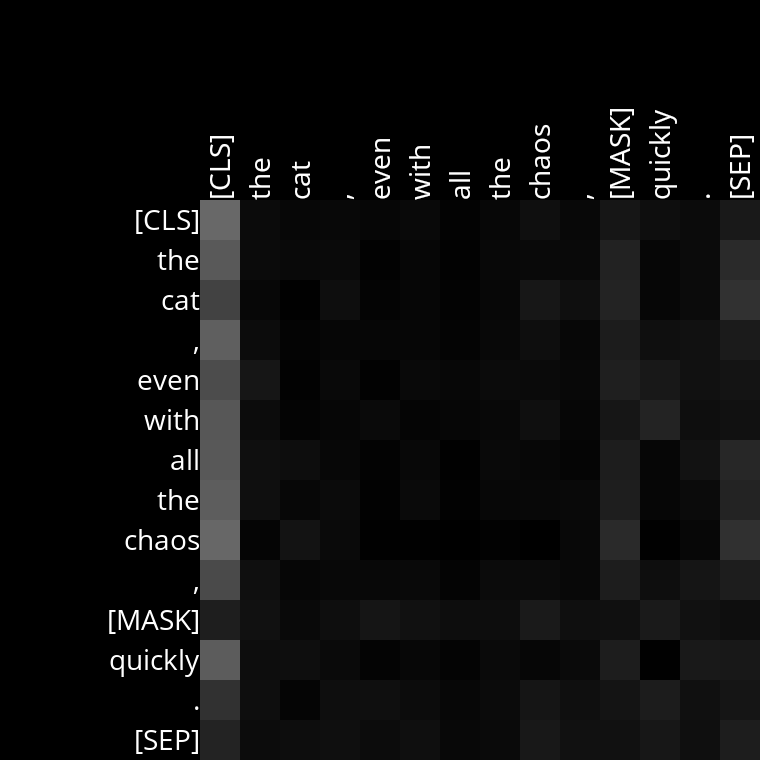 [CLS] the cat , even with all the chaos , [MASK] quickly . [SEP]
[CLS]
the
cat
,
even
with
all
the
chaos
,
[MASK]
quickly
.
[SEP]